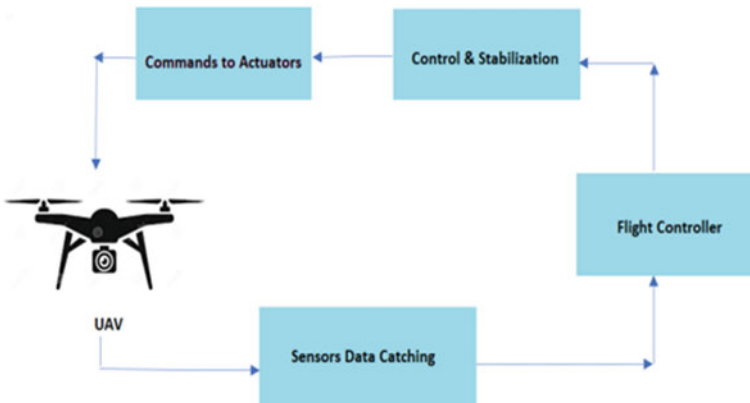 Commands to Actuators
Control & Stabilization
Flight Controller
UAV
Sensors Data Catching